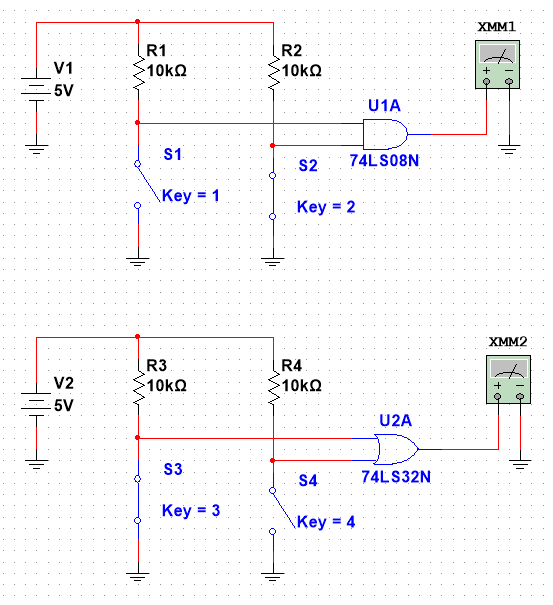 XMM1
V1
5V
R1
10kΩ
R2
10kΩ
+ −
U1A
74LS08N
S1
Key = 1
S2
Key = 2
XMM2
V2
5V
R3
10kΩ
R4
10kΩ
+ −
U2A
74LS32N
S3
Key = 3
S4
Key = 4